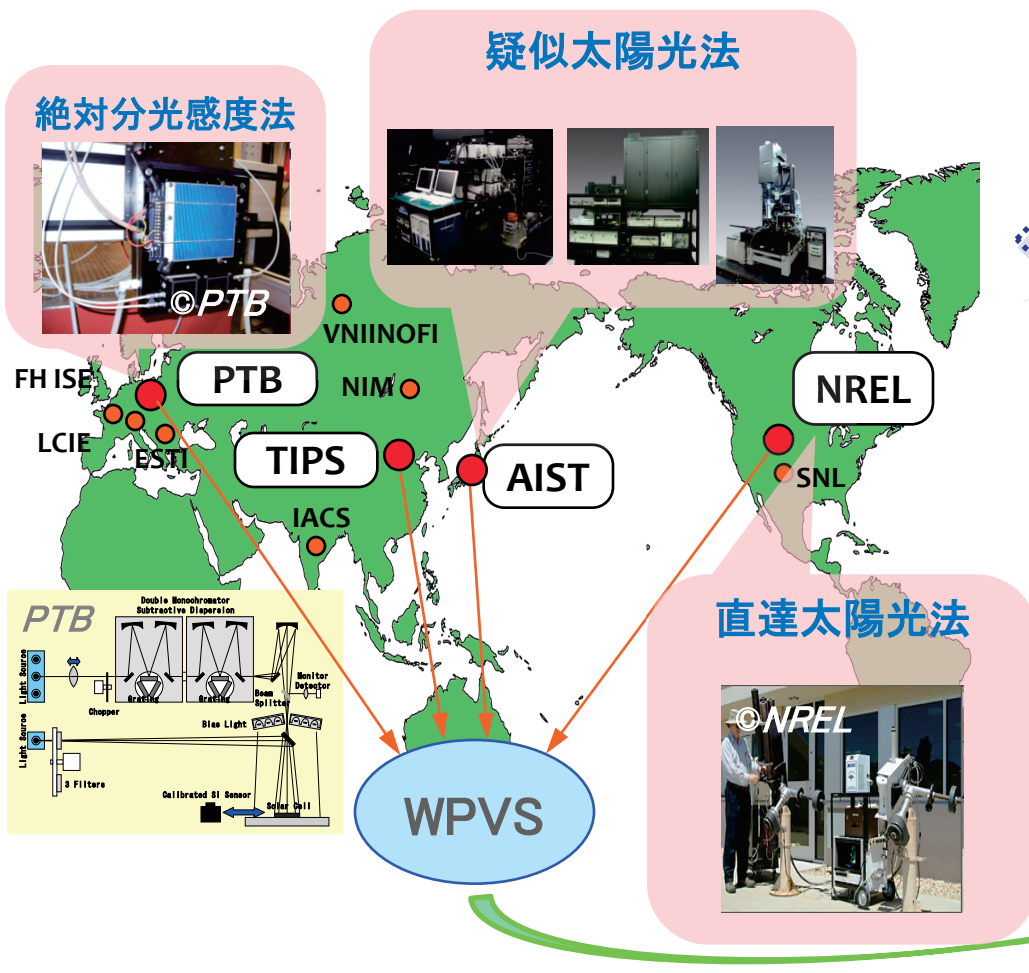 疑似太陽光法
絶対分光感度法
©PTB
VNIINOFI
FH ISE
PTB
NIM
NREL
LCIE
ESTI
TIPS
AIST
SNL
IACS
PTB
Double Monochromator
Subtractive Dispersion
Light Source
Grating
Grating
Chopper
Beam
Splitter
Monitor
Detector
Bias Light
Light Source
3 Filters
Calibrated Si Sensor
Solar Cell
WPVS
直達太陽光法
©NREL